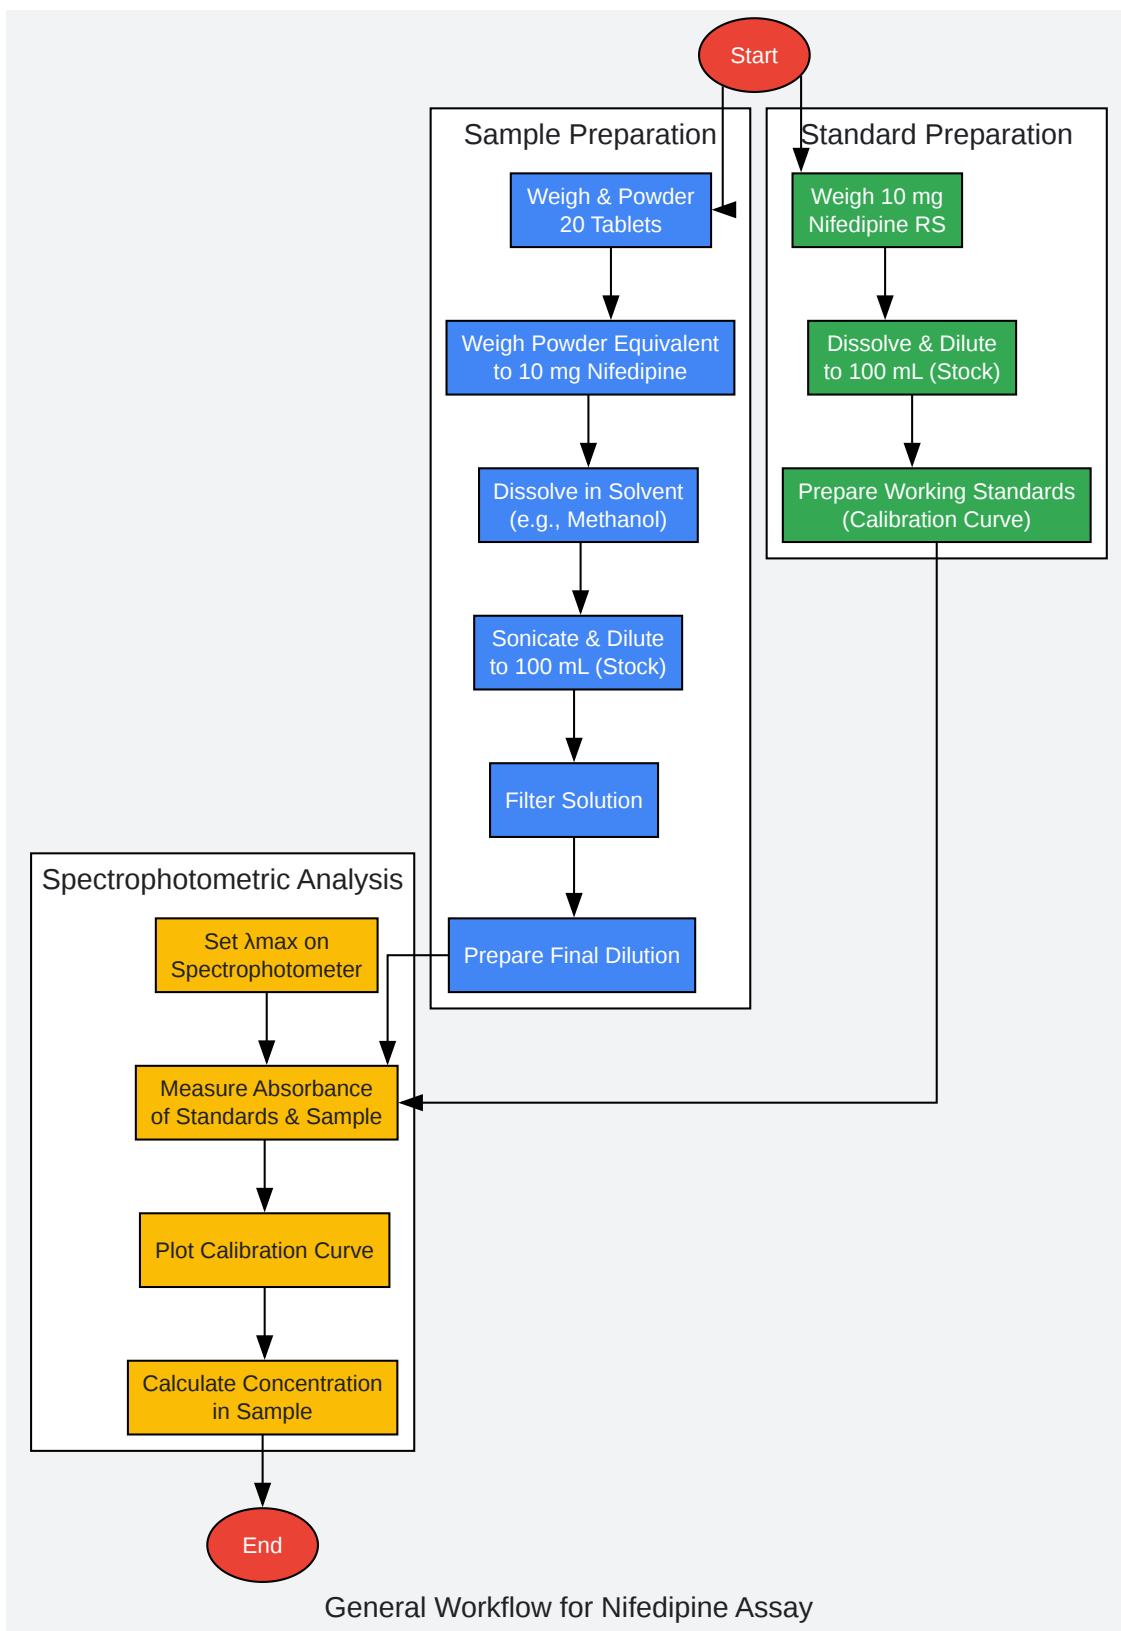 Start
Sample Preparation
Weigh & Powder
20 Tablets
Weigh Powder Equivalent
to 10 mg Nifedipine
Dissolve in Solvent
(e.g., Methanol)
Sonicate & Dilute
to 100 mL (Stock)
Filter Solution
Prepare Final Dilution
Standard Preparation
Weigh 10 mg
Nifedipine RS
Dissolve & Dilute
to 100 mL (Stock)
Prepare Working Standards
(Calibration Curve)
Spectrophotometric Analysis
Set λmax on
Spectrophotometer
Measure Absorbance
of Standards & Sample
Plot Calibration Curve
Calculate Concentration
in Sample
End
General Workflow for Nifedipine Assay